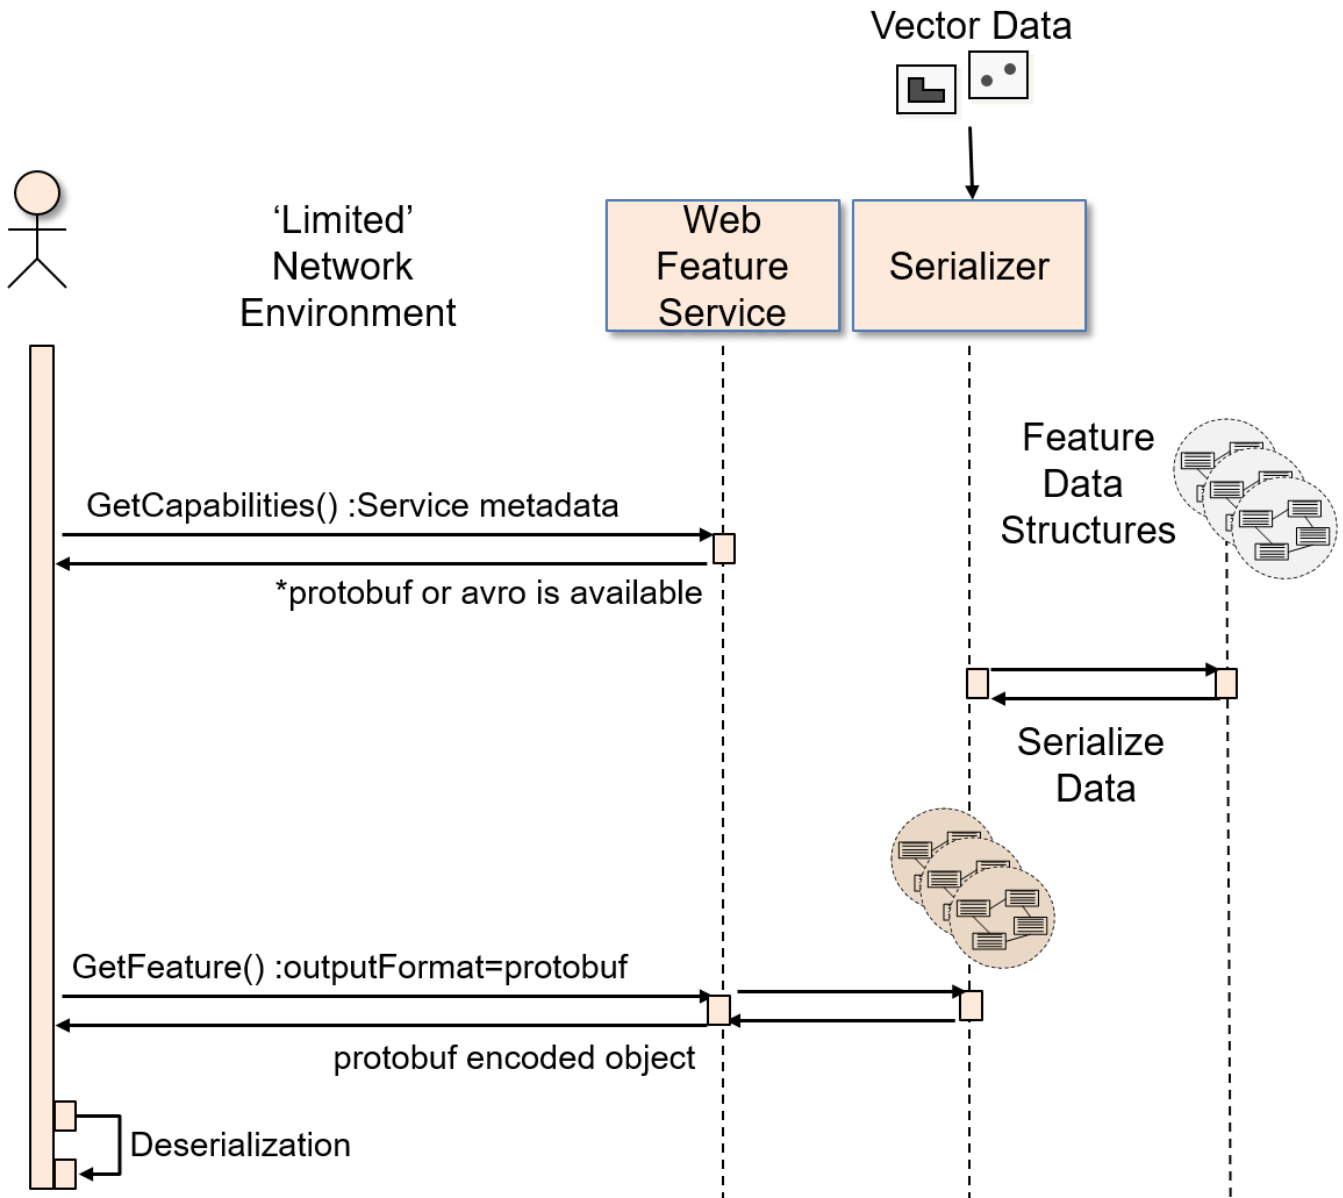 Vector Data
‘Limited’
Network
Environment
Web
Feature
Service
Serializer
Feature
Data
Structures
GetCapabilities() :Service metadata
*protobuf or avro is available
Serialize
Data
GetFeature() :outputFormat=protobuf
protobuf encoded object
Deserialization